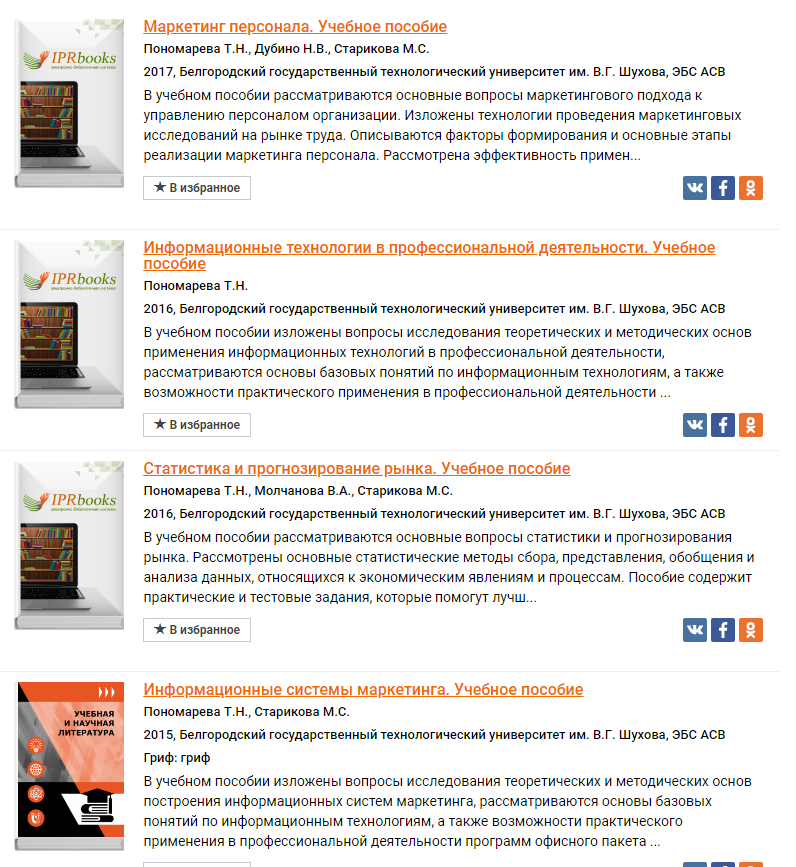 IPRbooks
Маркетинг персонала. Учебное пособие
Пономарева Т.Н., Дубино Н.В., Старикова М.С.
2017, Белгородский государственный технологический университет им. В.Г. Шухова, ЭБС АСВ
В учебном пособии рассматриваются основные вопросы маркетингового подхода к
управлению персоналом организации. Изложены технологии проведения маркетинговых
исследований на рынке труда. Описываются факторы формирования и основные этапы
реализации маркетинга персонала. Рассмотрена эффективность примен...
★ В избранное
IPRbooks
Информационные технологии в профессиональной деятельности. Учебное
пособие
Пономарева Т.Н.
2016, Белгородский государственный технологический университет им. В.Г. Шухова, ЭБС АСВ
В учебном пособии изложены вопросы исследования теоретических и методических основ
применения информационных технологий в профессиональной деятельности,
рассматриваются основы базовых понятий по информационным технологиям, а также
возможности практического применения в профессиональной деятельности ...
★ В избранное
IPRbooks
Статистика и прогнозирование рынка. Учебное пособие
Пономарева Т.Н., Молчанова В.А., Старикова М.С.
2016, Белгородский государственный технологический университет им. В.Г. Шухова, ЭБС АСВ
В учебном пособии рассматриваются основные вопросы статистики и прогнозирования
рынка. Рассмотрены основные статистические методы сбора, представления, обобщения и
анализа данных, относящихся к экономическим явлениям и процессам. Пособие содержит
практические и тестовые задания, которые помогут лучш...
★ В избранное
УЧЕБНАЯ
И НАУЧНАЯ
ЛИТЕРАТУРА
Информационные системы маркетинга. Учебное пособие
Пономарева Т.Н., Старикова М.С.
2015, Белгородский государственный технологический университет им. В.Г. Шухова, ЭБС АСВ
Гриф: гриф
В учебном пособии изложены вопросы исследования теоретических и методических основ
построения информационных систем маркетинга, рассматриваются основы базовых
понятий по информационным технологиям, а также возможности практического
применения в профессиональной деятельности программ офисного пакета ...